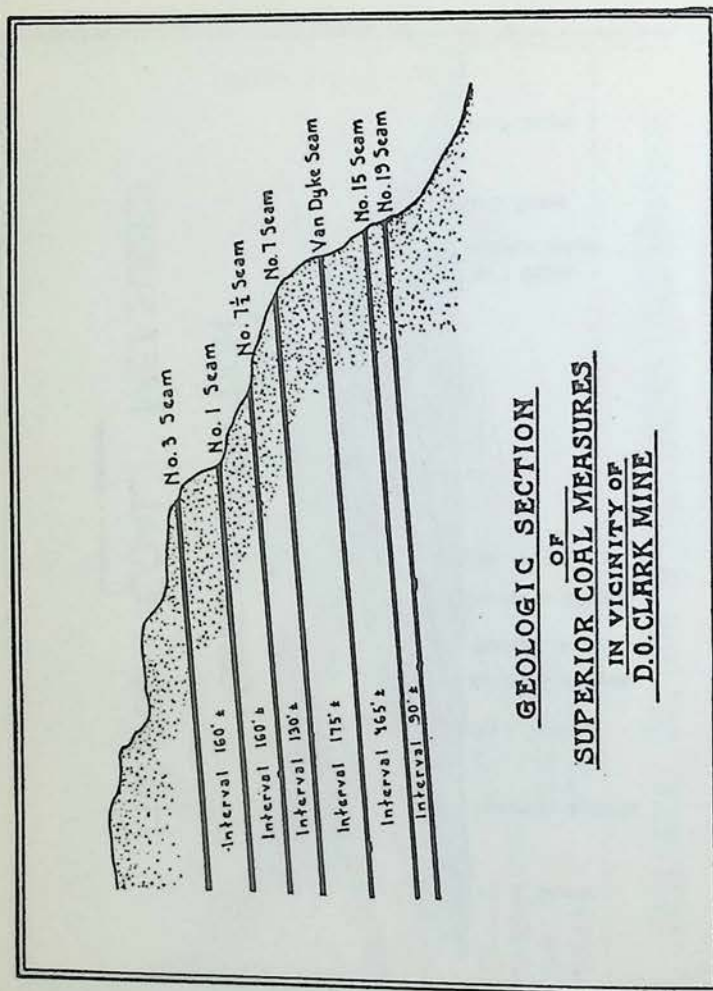 No. 3 Seam
No. 1 Seam
No. 7½ Seam
No. 7 Seam
Van Dyke Seam
No. 15 Seam
No. 19 Seam
Interval 160' ±
Interval 160' ±
Interval 130' ±
Interval 175' ±
Interval 465' ±
Interval 90' ±
GEOLOGIC SECTION
OF
SUPERIOR COAL MEASURES
IN VICINITY OF
D.O. CLARK MINE